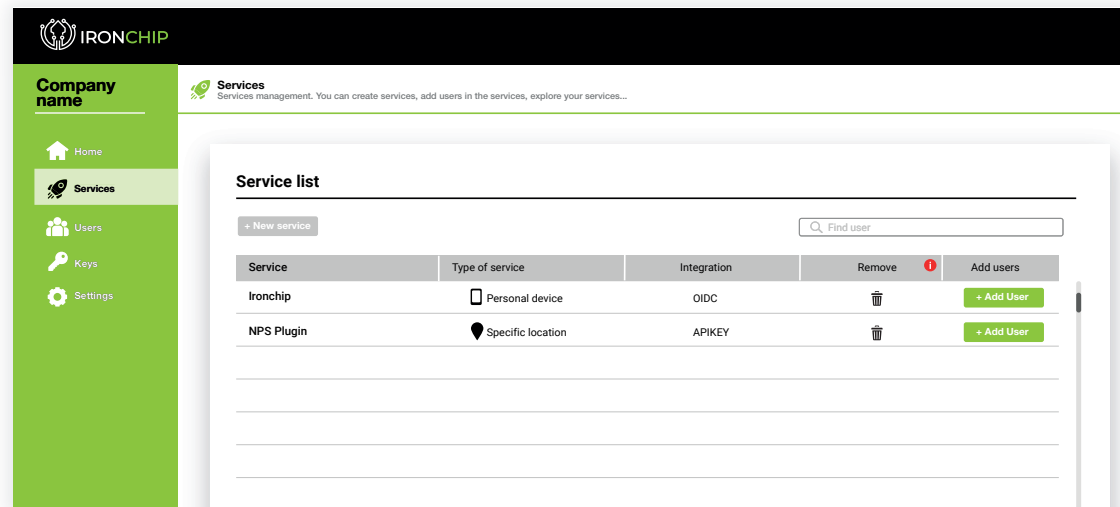 IRONCHIP
Company
name
Services
Services management. You can create services, add users in the services, explore your services...
Home
Services
Users
Keys
Settings
Service list
+ New service
Find user
Service Type of service Integration Remove i Add users
Ironchip Personal device OIDC + Add User
NPS Plugin Specific location APIKEY + Add User